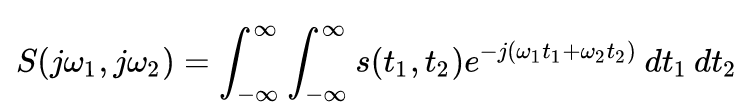 S(jω₁, jω₂) = ∫_{-∞}^{∞} ∫_{-∞}^{∞} s(t₁, t₂)e^{-j(ω₁t₁+ω₂t₂)} dt₁ dt₂